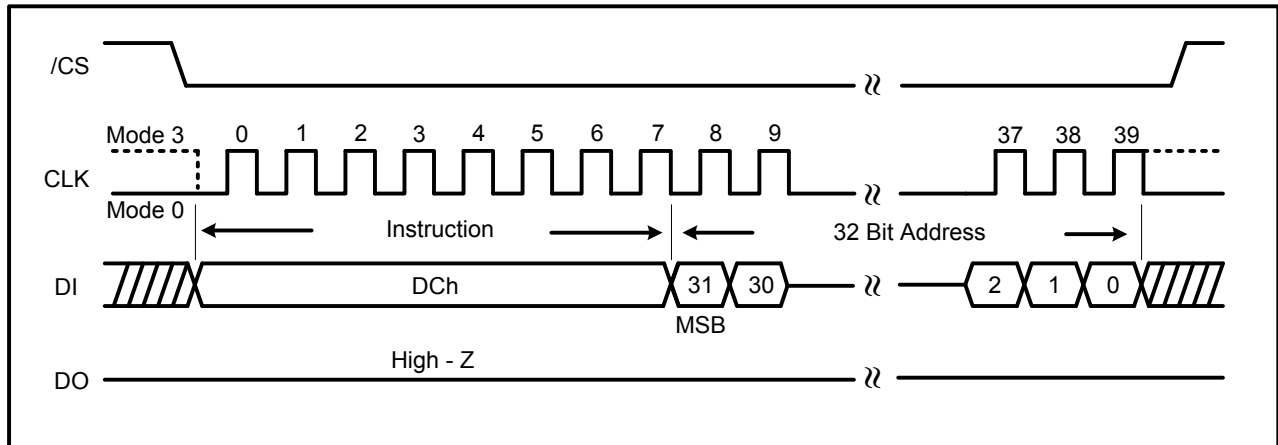 /CS
Mode 3 0 1 2 3 4 5 6 7 8 9 37 38 39
CLK
Mode 0
Instruction 32 Bit Address
DI DCh 31 30 2 1 0
MSB
High - Z
DO